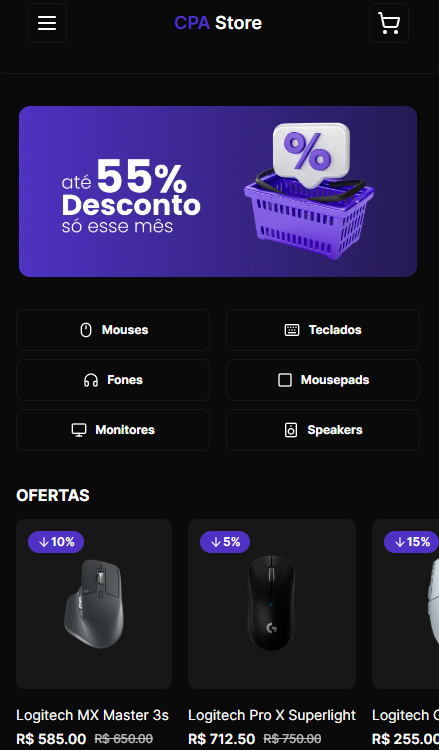 CPA Store
até 55%
Desconto
só esse mês
%
Mouses
Teclados
Fones
Mousepads
Monitores
Speakers
OFERTAS
↓10%
↓5%
↓15%
Logitech MX Master 3s
Logitech Pro X Superlight
Logitech G
R$ 585.00 R$ 650.00
R$ 712.50 R$ 750.00
R$ 255.00